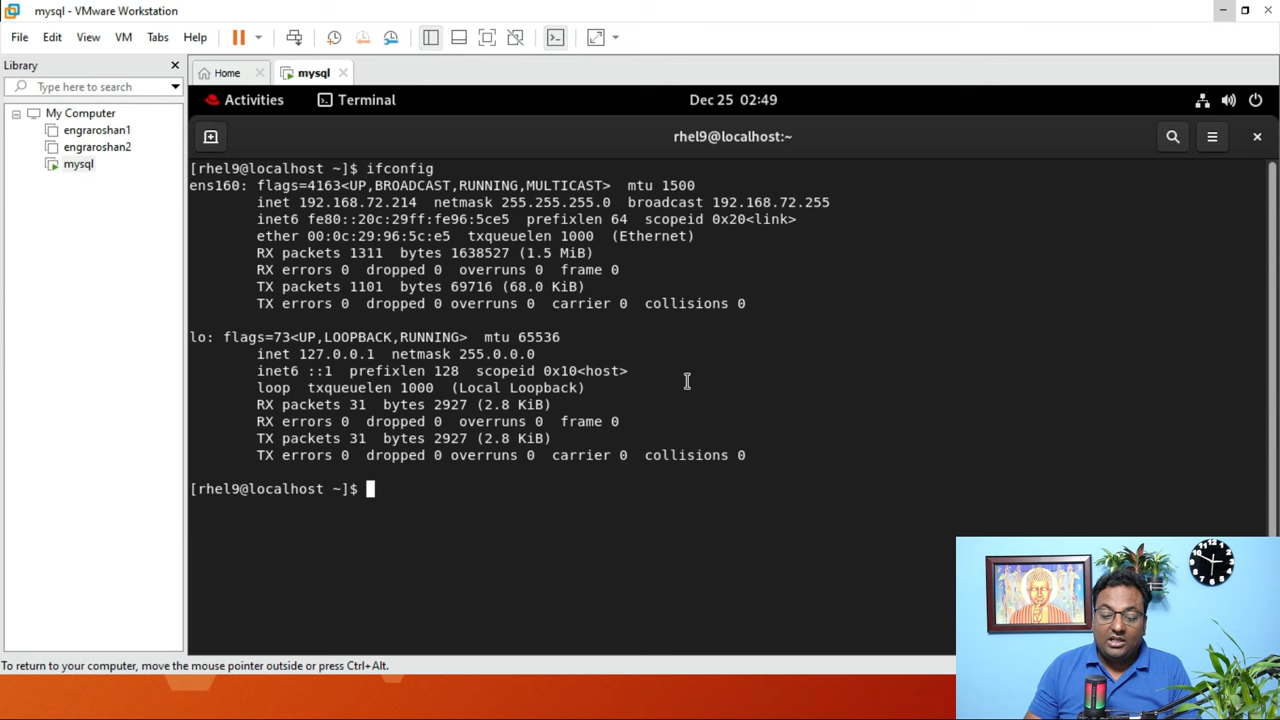 mysql - VMware Workstation
File Edit View VM Tabs Help
Library
Type here to search
My Computer
engraroshan1
engraroshan2
mysql
Home
mysql
Activities Terminal Dec 25 02:49
rhel9@localhost:~
[rhel9@localhost ~]$ ifconfig
ens160: flags=4163<UP,BROADCAST,RUNNING,MULTICAST>  mtu 1500
        inet 192.168.72.214  netmask 255.255.255.0  broadcast 192.168.72.255
        inet6 fe80::20c:29ff:fe96:5ce5  prefixlen 64  scopeid 0x20<link>
        ether 00:0c:29:96:5c:e5  txqueuelen 1000  (Ethernet)
        RX packets 1311  bytes 1638527 (1.5 MiB)
        RX errors 0  dropped 0  overruns 0  frame 0
        TX packets 1101  bytes 69716 (68.0 KiB)
        TX errors 0  dropped 0 overruns 0  carrier 0  collisions 0
lo: flags=73<UP,LOOPBACK,RUNNING>  mtu 65536
        inet 127.0.0.1  netmask 255.0.0.0
        inet6 ::1  prefixlen 128  scopeid 0x10<host>
        loop  txqueuelen 1000  (Local Loopback)
        RX packets 31  bytes 2927 (2.8 KiB)
        RX errors 0  dropped 0  overruns 0  frame 0
        TX packets 31  bytes 2927 (2.8 KiB)
        TX errors 0  dropped 0 overruns 0  carrier 0  collisions 0
[rhel9@localhost ~]$
To return to your computer, move the mouse pointer outside or press Ctrl+Alt.